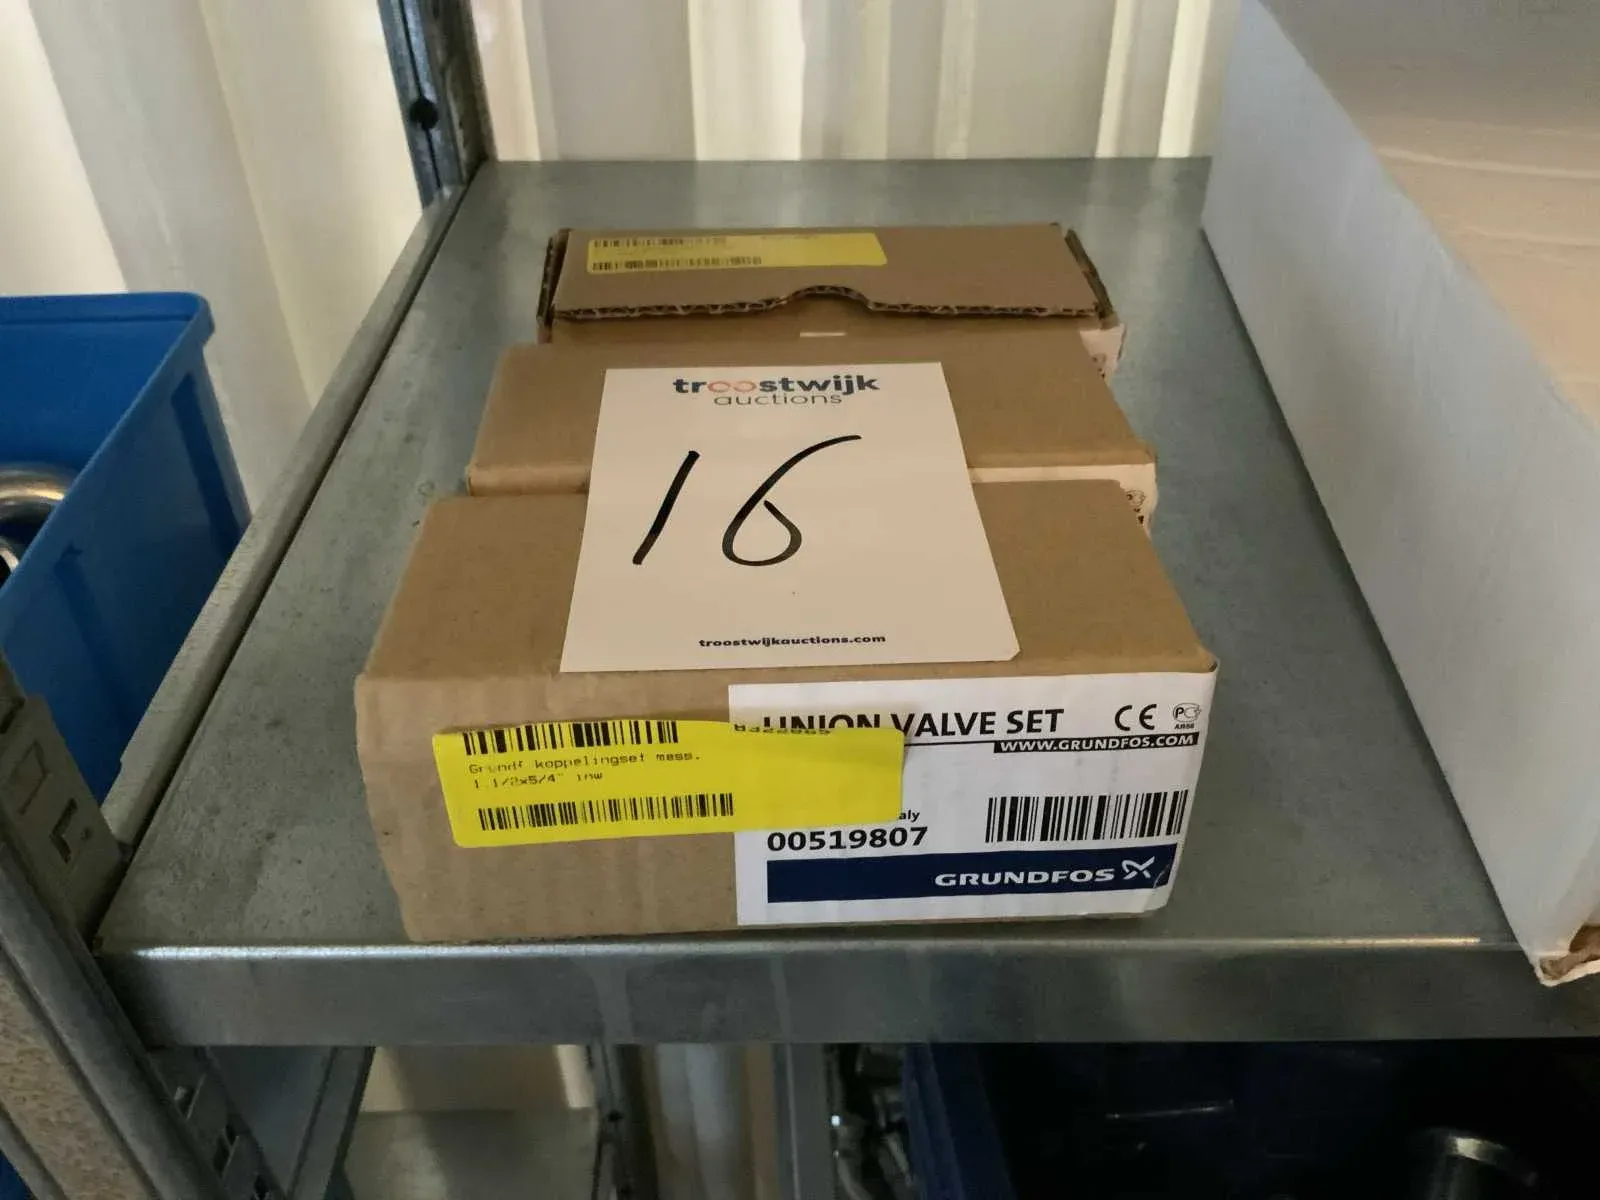 troostwijk
auctions
16
troostwijkauctions.com
UNION VALVE SET
WWW.GRUNDFOS.COM
Grundf koppelingset mess.
1.1/2x5/4" inw
00519807
GRUNDFOS